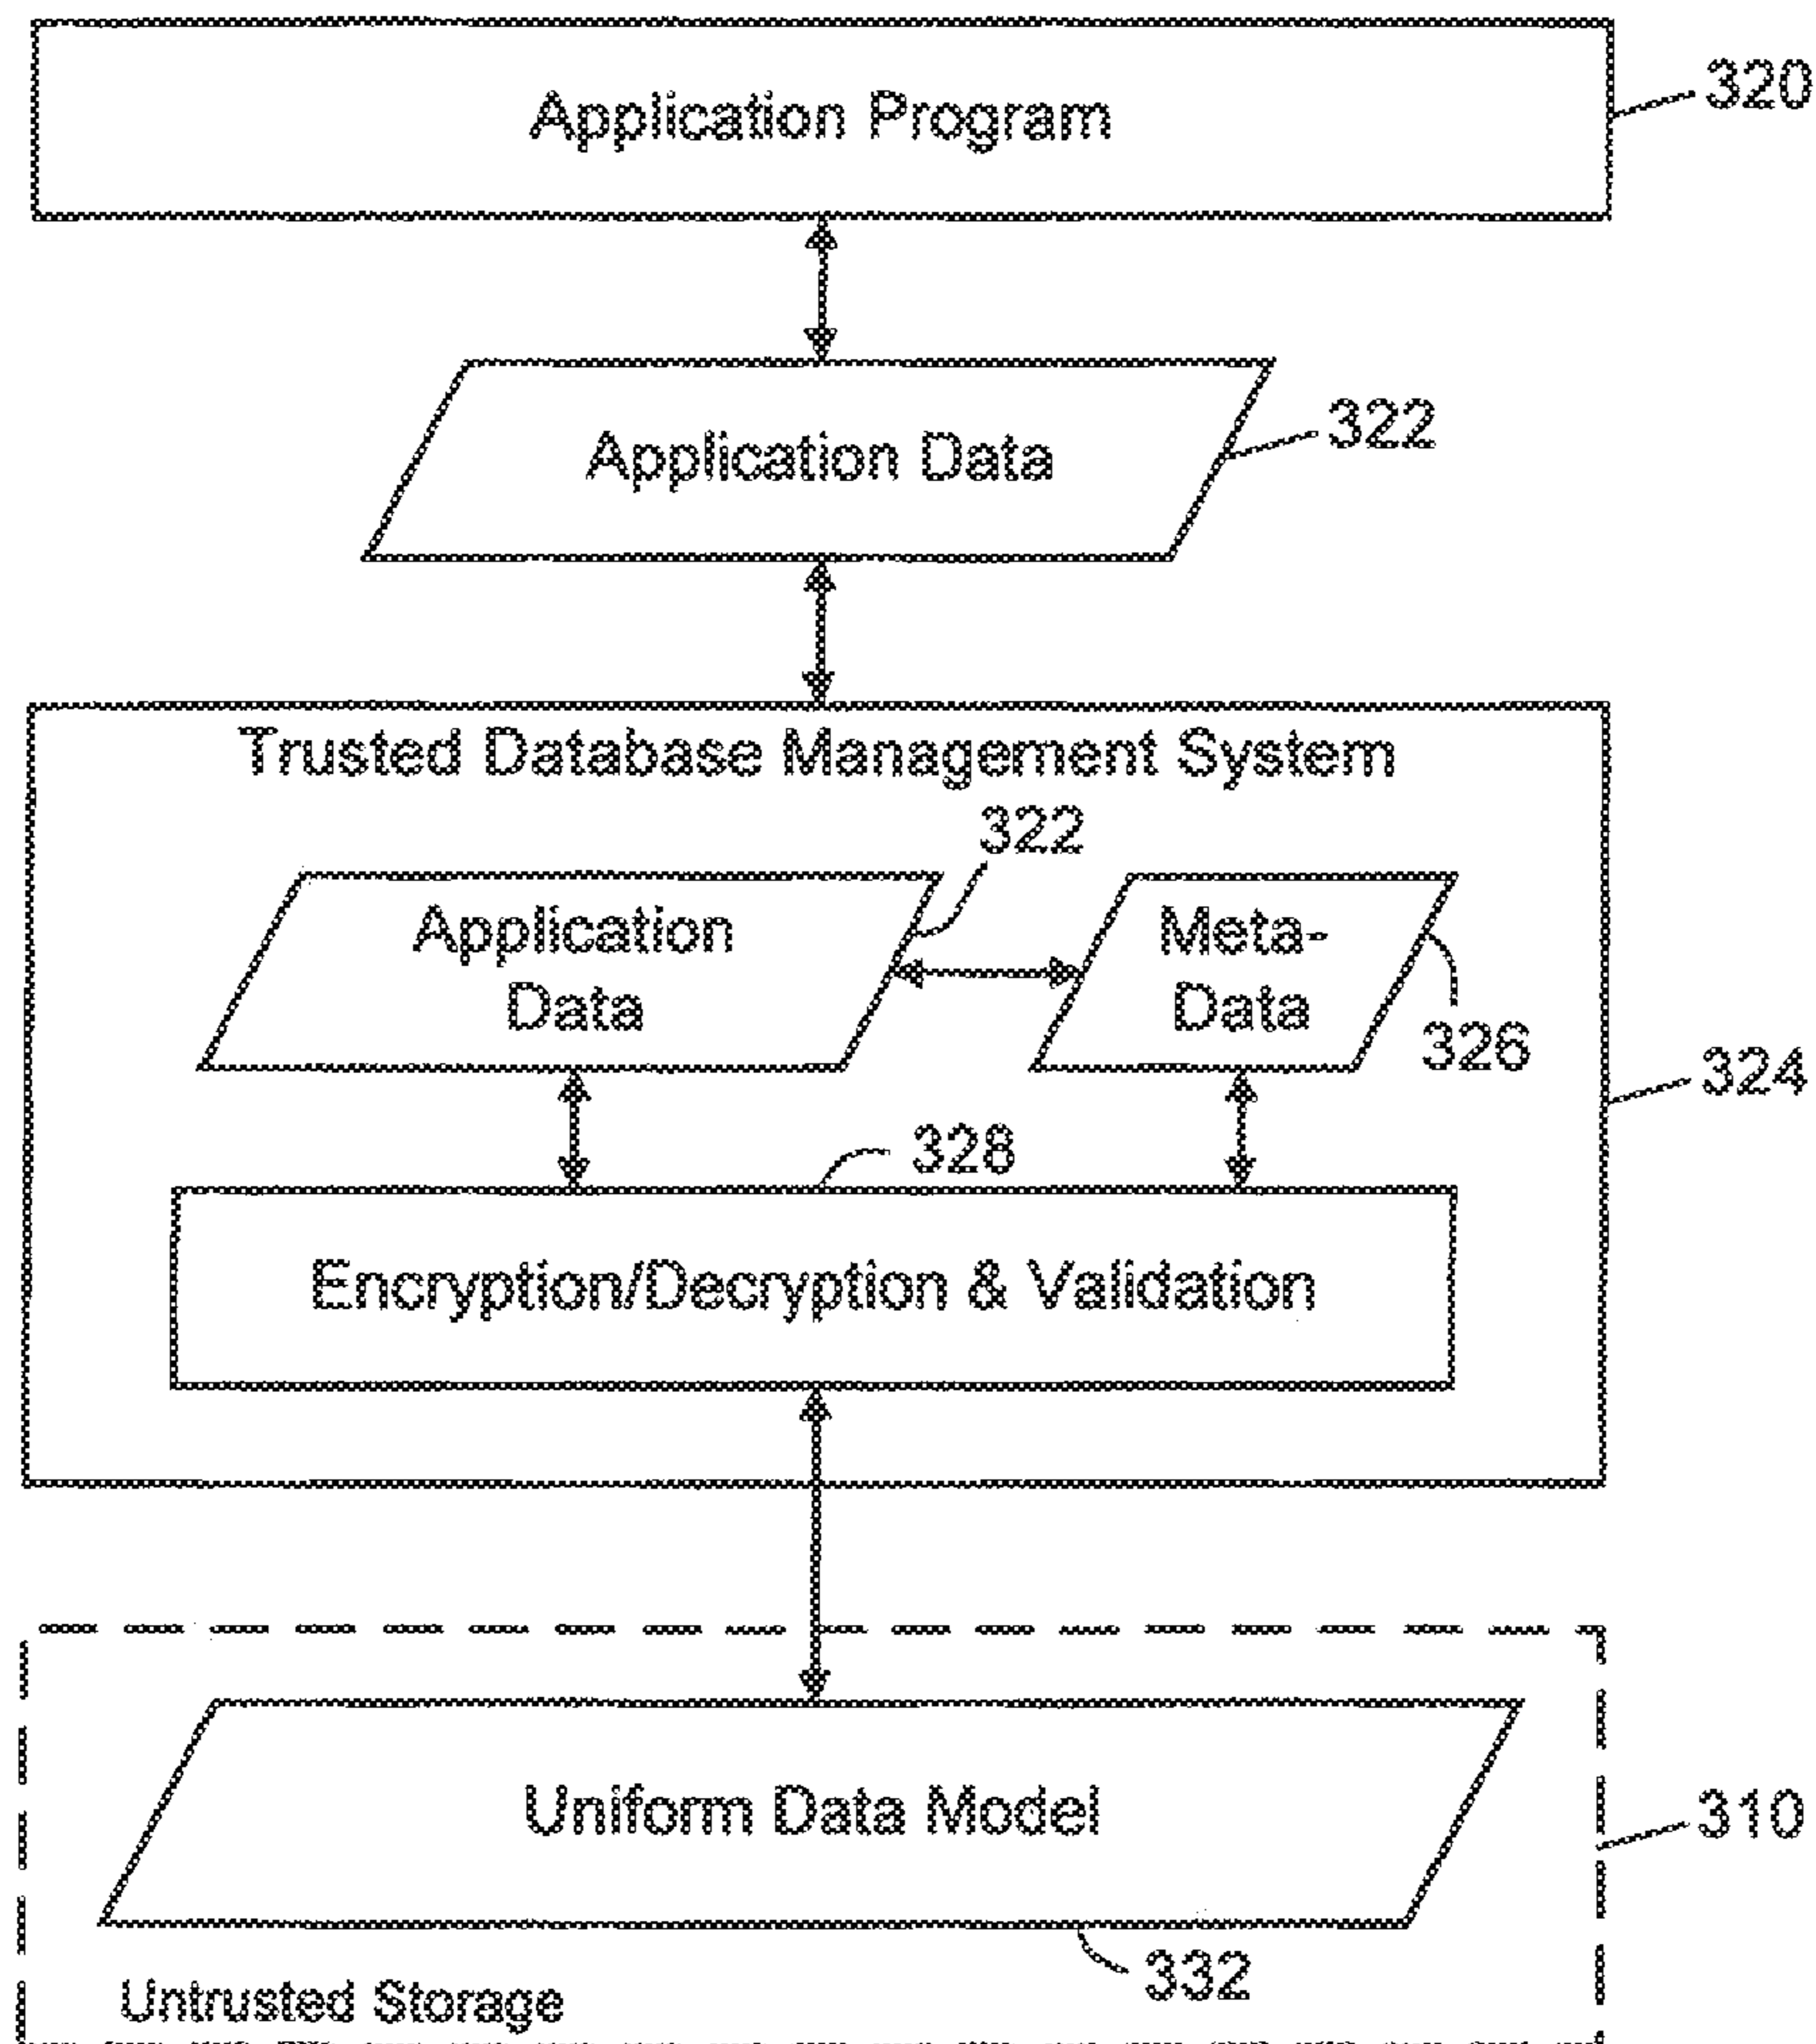 Application Program
320
Application Data
322
Trusted Database Management System
322
Application
Data
Meta-
Data
326
324
328
Encryption/Decryption & Validation
Uniform Data Model
310
332
Untrusted Storage